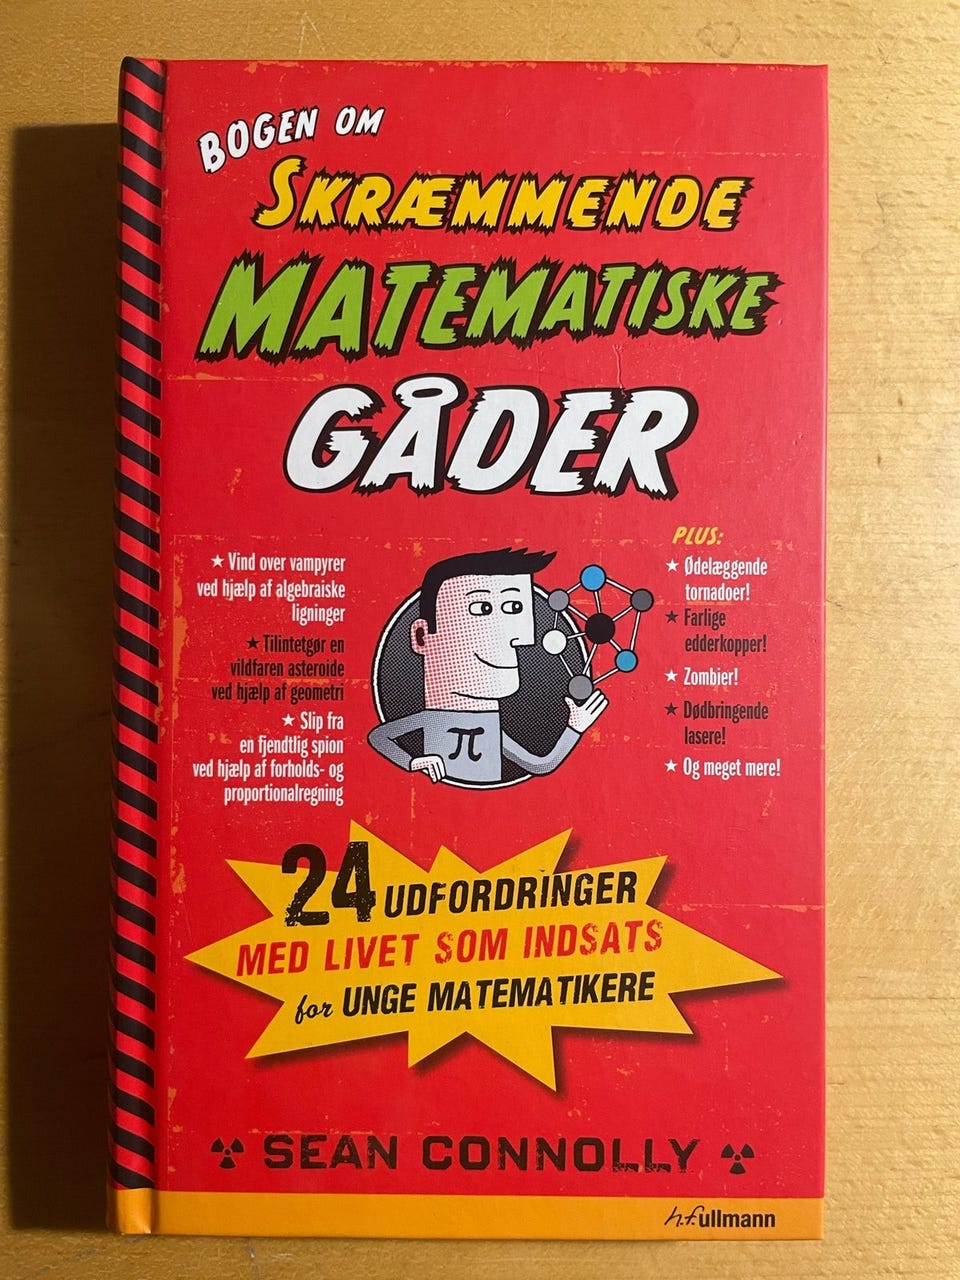 BOGEN OM
SKRÆMMENDE
MATEMATISKE
GÅDER
★ Vind over vampyrer
ved hjælp af algebraiske
ligninger
★ Tilintetgør en
vildfaren asteroide
ved hjælp af geometri
★ Slip fra
en fjendtlig spion
ved hjælp af forholds- og
proportionalregning
π
PLUS:
★ Ødelæggende
tornadoer!
★ Farlige
edderkopper!
★ Zombier!
★ Dødbringende
lasere!
★ Og meget mere!
24 UDFORDRINGER
MED LIVET SOM INDSATS
for UNGE MATEMATIKERE
SEAN CONNOLLY
h.f.ullmann